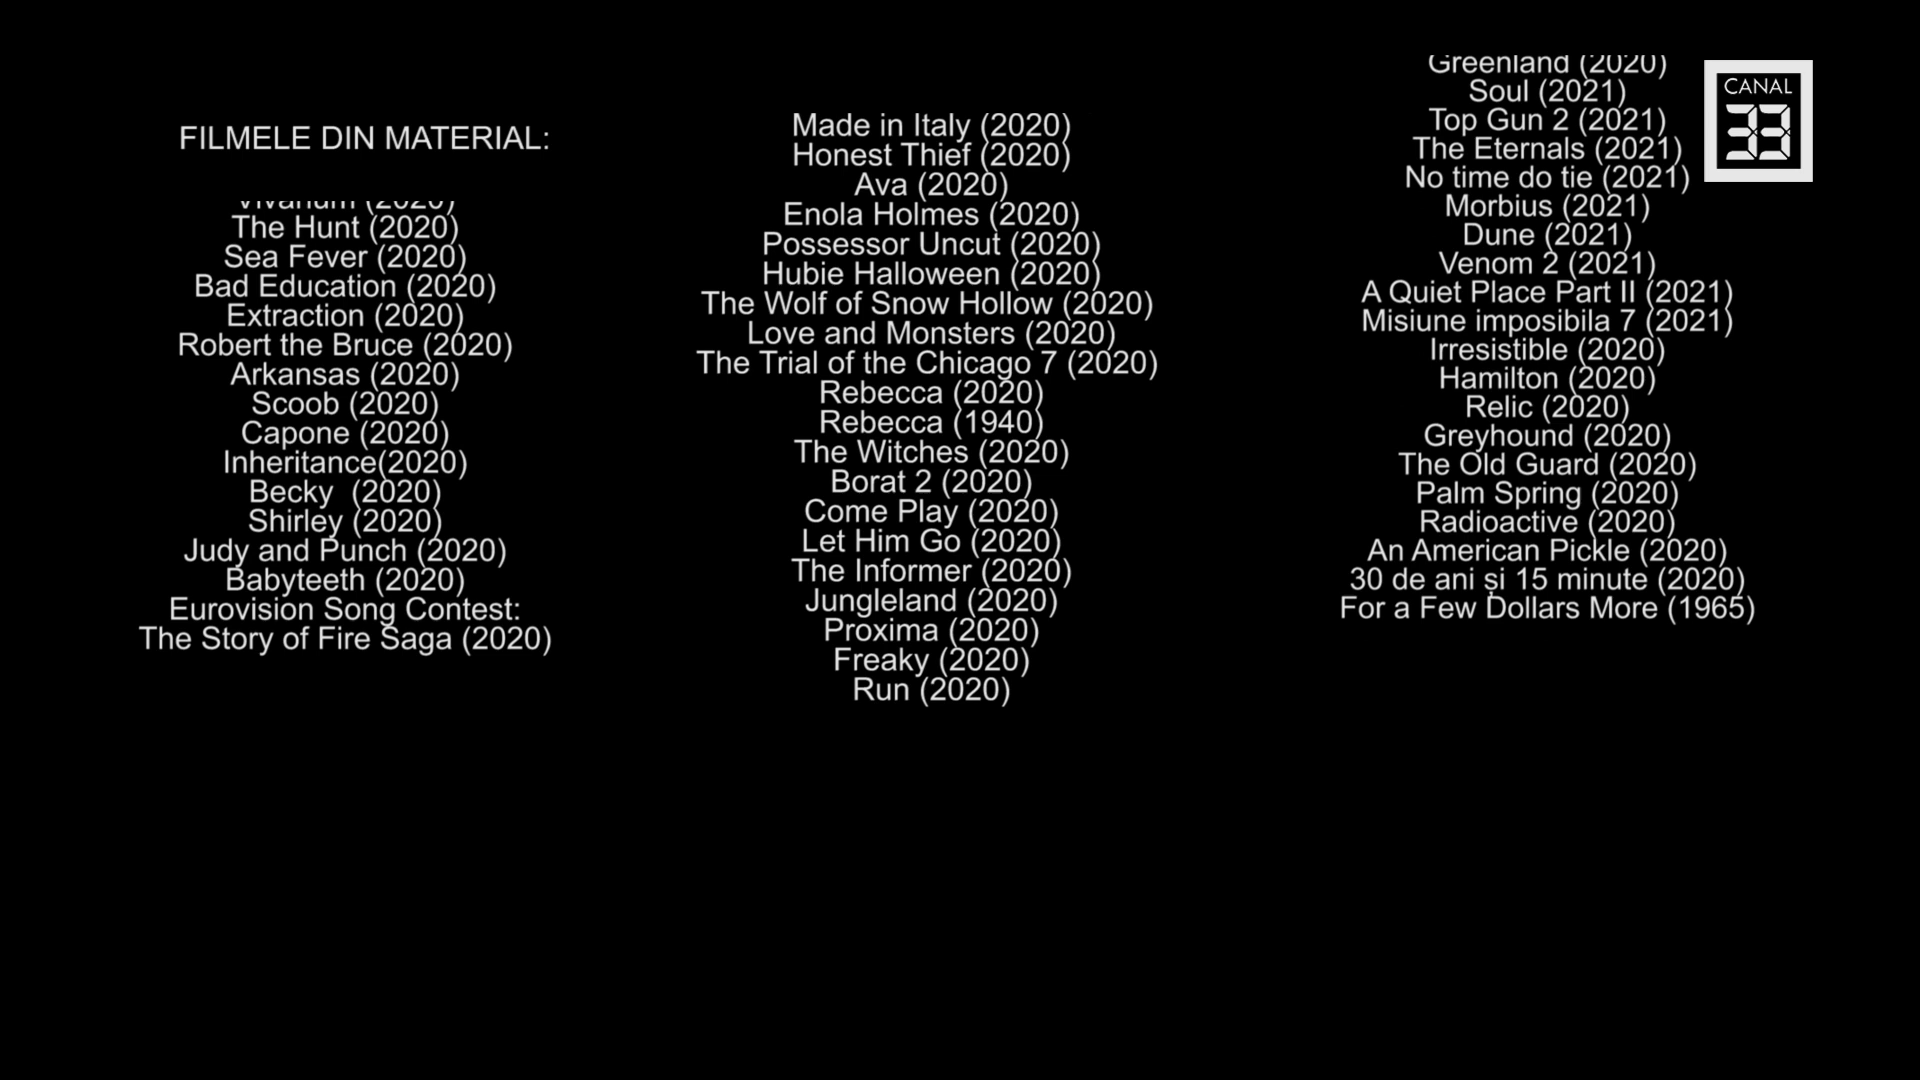 FILMELE DIN MATERIAL:
Vivarium (2020)
The Hunt (2020)
Sea Fever (2020)
Bad Education (2020)
Extraction (2020)
Robert the Bruce (2020)
Arkansas (2020)
Scoob (2020)
Capone (2020)
Inheritance(2020)
Becky  (2020)
Shirley (2020)
Judy and Punch (2020)
Babyteeth (2020)
Eurovision Song Contest:
The Story of Fire Saga (2020)
Made in Italy (2020)
Honest Thief (2020)
Ava (2020)
Enola Holmes (2020)
Possessor Uncut (2020)
Hubie Halloween (2020)
The Wolf of Snow Hollow (2020)
Love and Monsters (2020)
The Trial of the Chicago 7 (2020)
Rebecca (2020)
Rebecca (1940)
The Witches (2020)
Borat 2 (2020)
Come Play (2020)
Let Him Go (2020)
The Informer (2020)
Jungleland (2020)
Proxima (2020)
Freaky (2020)
Run (2020)
Greenland (2020)
Soul (2021)
Top Gun 2 (2021)
The Eternals (2021)
No time do tie (2021)
Morbius (2021)
Dune (2021)
Venom 2 (2021)
A Quiet Place Part II (2021)
Misiune imposibila 7 (2021)
Irresistible (2020)
Hamilton (2020)
Relic (2020)
Greyhound (2020)
The Old Guard (2020)
Palm Spring (2020)
Radioactive (2020)
An American Pickle (2020)
30 de ani și 15 minute (2020)
For a Few Dollars More (1965)
CANAL
33